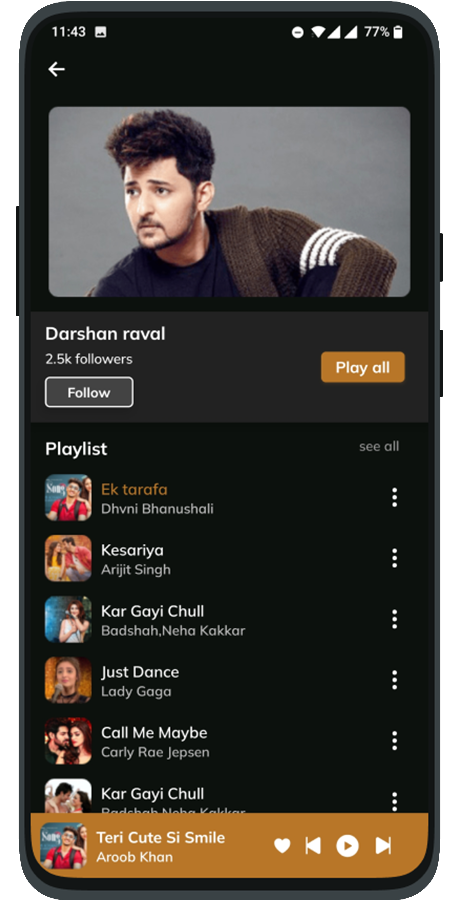 11:43
77%
Darshan raval
2.5k followers
Play all
Follow
Playlist
see all
Ek tarafa
Dhvni Bhanushali
Kesariya
Arijit Singh
Kar Gayi Chull
Badshah,Neha Kakkar
Just Dance
Lady Gaga
Call Me Maybe
Carly Rae Jepsen
Kar Gayi Chull
Badshah,Neha Kakkar
Teri Cute Si Smile
Aroob Khan